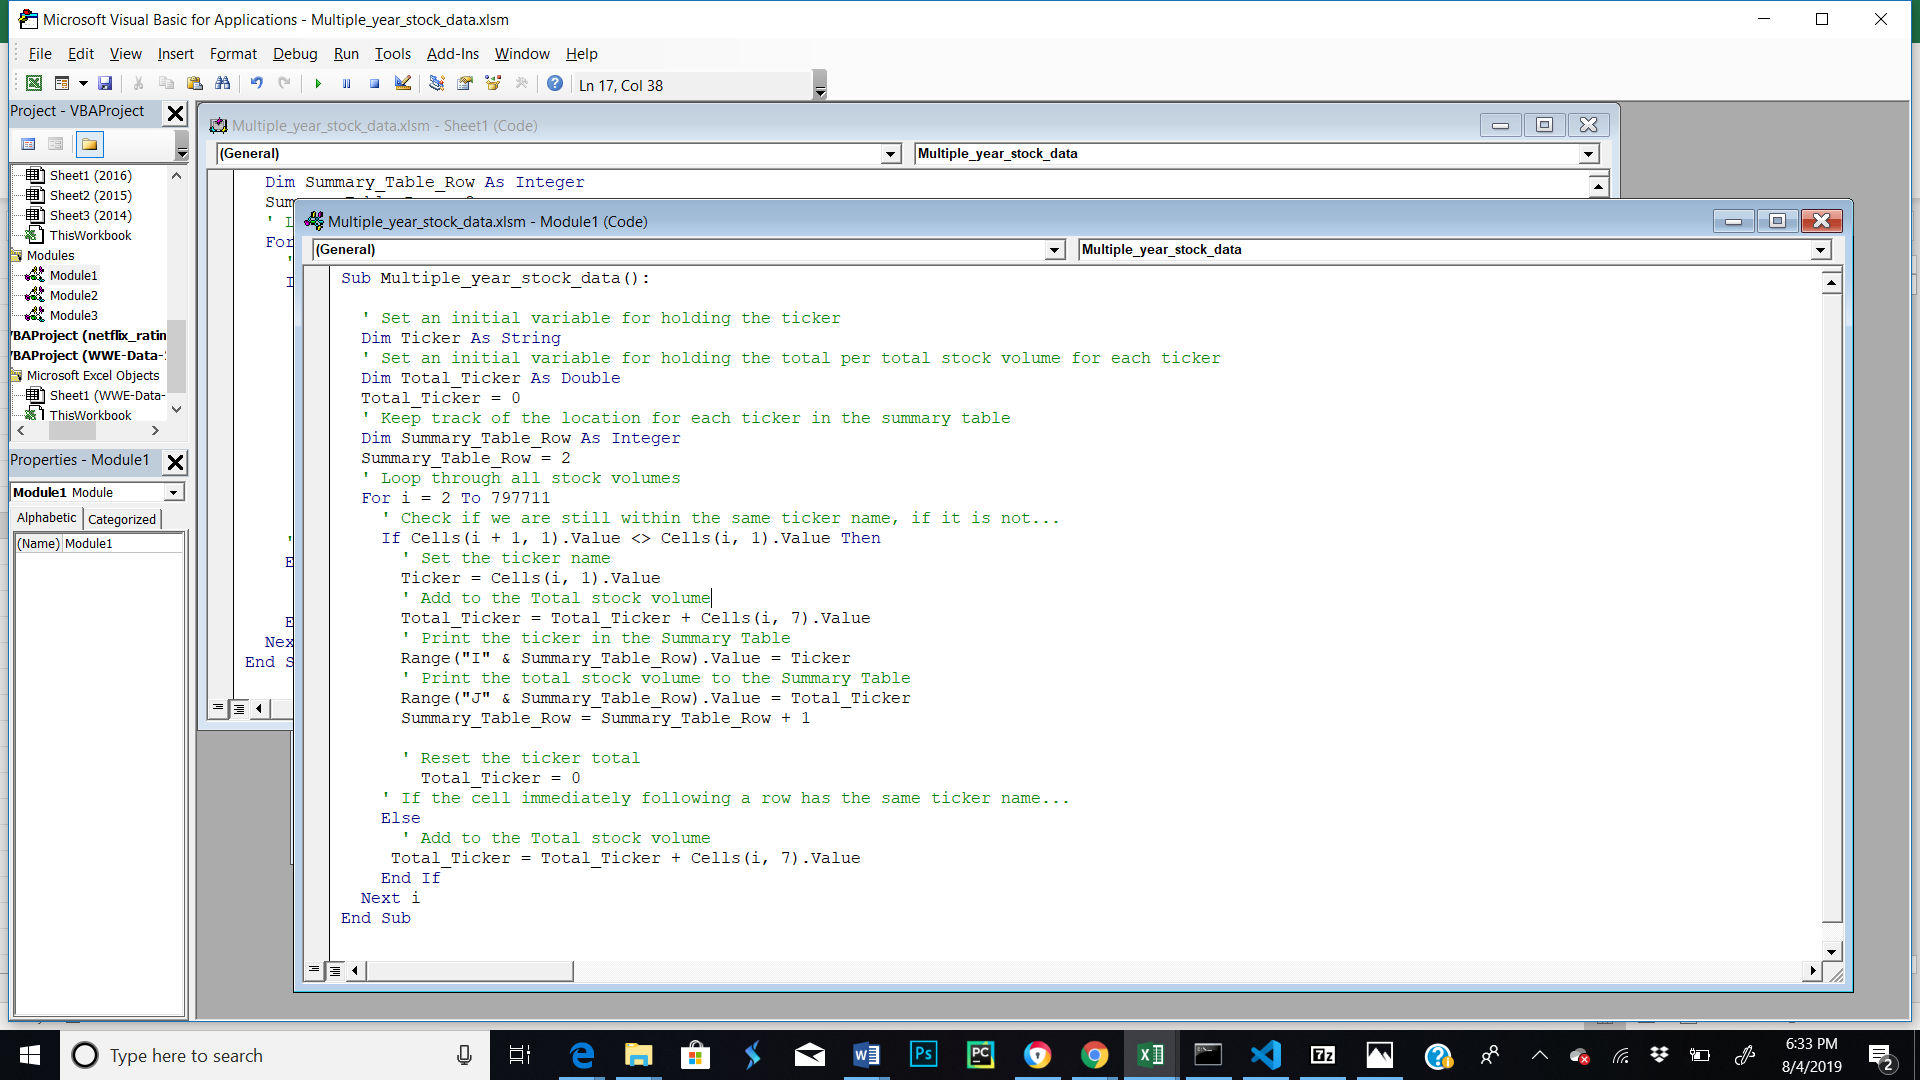 Microsoft Visual Basic for Applications - Multiple_year_stock_data.xlsm
File Edit View Insert Format Debug Run Tools Add-Ins Window Help
Ln 17, Col 38
Project - VBAProject
Sheet1 (2016)
Sheet2 (2015)
Sheet3 (2014)
ThisWorkbook
Modules
Module1
Module2
Module3
VBAProject (netflix_ratin
VBAProject (WWE-Data-
Microsoft Excel Objects
Sheet1 (WWE-Data-
ThisWorkbook
Properties - Module1
Module1 Module
Alphabetic Categorized
(Name) Module1
Multiple_year_stock_data.xlsm - Sheet1 (Code)
(General) Multiple_year_stock_data
Dim Summary_Table_Row As Integer
For
Nex
End S
Multiple_year_stock_data.xlsm - Module1 (Code)
(General) Multiple_year_stock_data
Sub Multiple_year_stock_data():
' Set an initial variable for holding the ticker
Dim Ticker As String
' Set an initial variable for holding the total per total stock volume for each ticker
Dim Total_Ticker As Double
Total_Ticker = 0
' Keep track of the location for each ticker in the summary table
Dim Summary_Table_Row As Integer
Summary_Table_Row = 2
' Loop through all stock volumes
For i = 2 To 797711
' Check if we are still within the same ticker name, if it is not...
If Cells(i + 1, 1).Value <> Cells(i, 1).Value Then
' Set the ticker name
Ticker = Cells(i, 1).Value
' Add to the Total stock volume
Total_Ticker = Total_Ticker + Cells(i, 7).Value
' Print the ticker in the Summary Table
Range("I" & Summary_Table_Row).Value = Ticker
' Print the total stock volume to the Summary Table
Range("J" & Summary_Table_Row).Value = Total_Ticker
Summary_Table_Row = Summary_Table_Row + 1
' Reset the ticker total
Total_Ticker = 0
' If the cell immediately following a row has the same ticker name...
Else
' Add to the Total stock volume
Total_Ticker = Total_Ticker + Cells(i, 7).Value
End If
Next i
End Sub
Type here to search
6:33 PM
8/4/2019
2